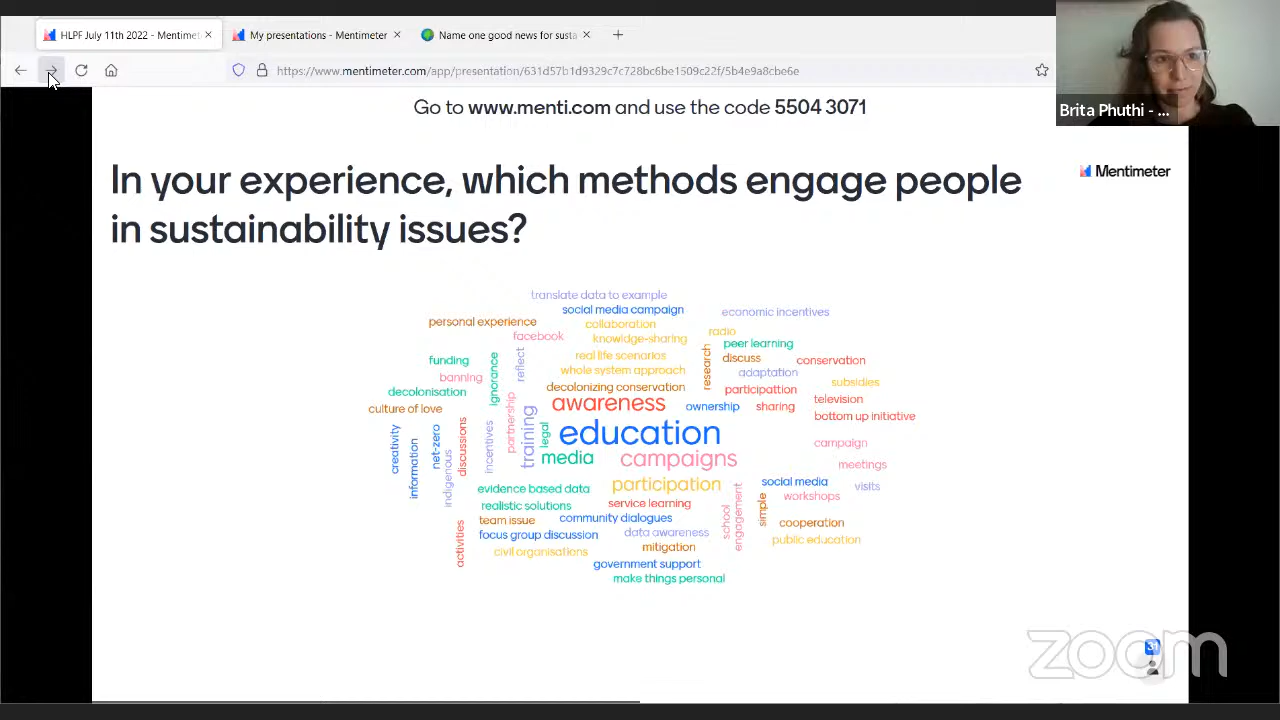 HLPF July 11th 2022 - Mentimet
My presentations - Mentimeter
Name one good news for susta
https://www.mentimeter.com/app/presentation/631d57b1d9329c7c728bc6be1509c22f/5b4e9a8cbe6e
Brita Phuthi - ...
Go to www.menti.com and use the code 5504 3071
In your experience, which methods engage people
in sustainability issues?
Mentimeter
translate data to example
social media campaign
economic incentives
personal experience
collaboration
facebook
knowledge-sharing
radio
peer learning
funding
ignorance
reflect
real life scenarios
research
discuss
conservation
whole system approach
adaptation
banning
decolonizing conservation
participattion
subsidies
decolonisation
awareness
ownership
sharing
television
culture of love
partnership
training
legal
education
bottom up initiative
creativity
information
net-zero
indigenous
discussions
incentives
media
campaigns
campaign
meetings
participation
social media
visits
evidence based data
workshops
realistic solutions
service learning
school engagement
simple
team issue
community dialogues
cooperation
activities
focus group discussion
data awareness
public education
civil organisations
mitigation
government support
make things personal
31
zoom